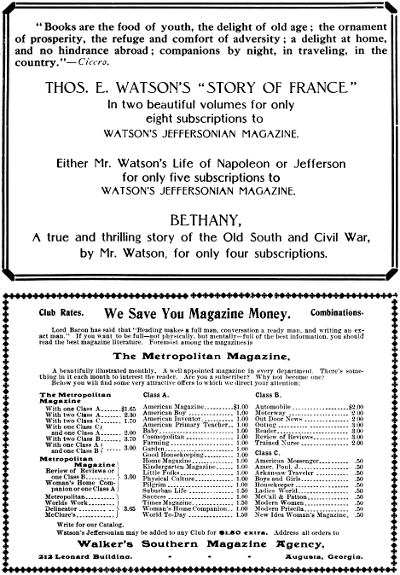 "Books are the food of youth, the delight of old age; the ornament
of prosperity, the refuge and comfort of adversity; a delight at home,
and no hindrance abroad; companions by night, in traveling, in the
country."—Cicero.
THOS. E. WATSON'S "STORY OF FRANCE"
In two beautiful volumes for only
eight subscriptions to
WATSON'S JEFFERSONIAN MAGAZINE.
Either Mr. Watson's Life of Napoleon or Jefferson
for only five subscriptions to
WATSON'S JEFFERSONIAN MAGAZINE.
BETHANY,
A true and thrilling story of the Old South and Civil War,
by Mr. Watson, for only four subscriptions.
Club Rates. We Save You Magazine Money. Combinations.
Lord Bacon has said that "Reading makes a full man, conversation a ready man, and writing an ex-
act man." If you want to be full—not physically, but mentally—full of the best information, you should
read the best magazine literature. Foremost among the magazines is
The Metropolitan Magazine,
A beautifully illustrated monthly. A well appointed magazine in every department. There's some-
thing in it each month to interest the reader. Are you a subscriber? Why not become one?
Below you will find some very attractive offers to which we direct your attention:
The Metropolitan
Magazine
With one Class A $1.65
With two Class A 2.30
With two Class C 1.70
With one Class C
and one Class A 2.00
With two Class B 3.70
With one Class A
and one Class B 3.00
Metropolitan
Magazine
Review of Reviews or
one Class B 3.00
Woman's Home Com-
panion or one Class A
Metropolitan
Worlds Work
Delineator 3.65
McClure's
Class A.
American Magazine $1.00
American Boy 1.00
American Inventor 1.00
American Primary Teacher 1.00
Baby 1.00
Cosmopolitan 1.00
Farming 1.00
Garden 1.00
Good Housekeeping 1.00
Home Magazine 1.00
Kindergarten Magazine 1.00
Little Folks 1.00
Physical Culture 1.00
Pilgrim 1.00
Suburban Life 1.50
Success 1.00
Times Magazine 1.50
Woman's Home Companion 1.00
World To-Day 1.50
Class B.
Automobile $2.00
Motorway 2.00
Out Door News 2.00
Outing 3.00
Reader 3.00
Review of Reviews 3.00
Trained Nurse 2.00
Class C.
American Messenger .50
Amer. Poul. J. .50
Arkansaw Traveler .50
Boys and Girls .50
Housekeeper .50
Ladies World .50
McCall & Patton .50
Modern Women .50
Modern Priscilla .50
New Idea Woman's Magazine .50
Write for our Catalog.
Watson's Jeffersonian may be added to any Club for $1.50 extra. Address all orders to
Walker's Southern Magazine Agency,
212 Leonard Building. - - - - Augusta, Georgia.